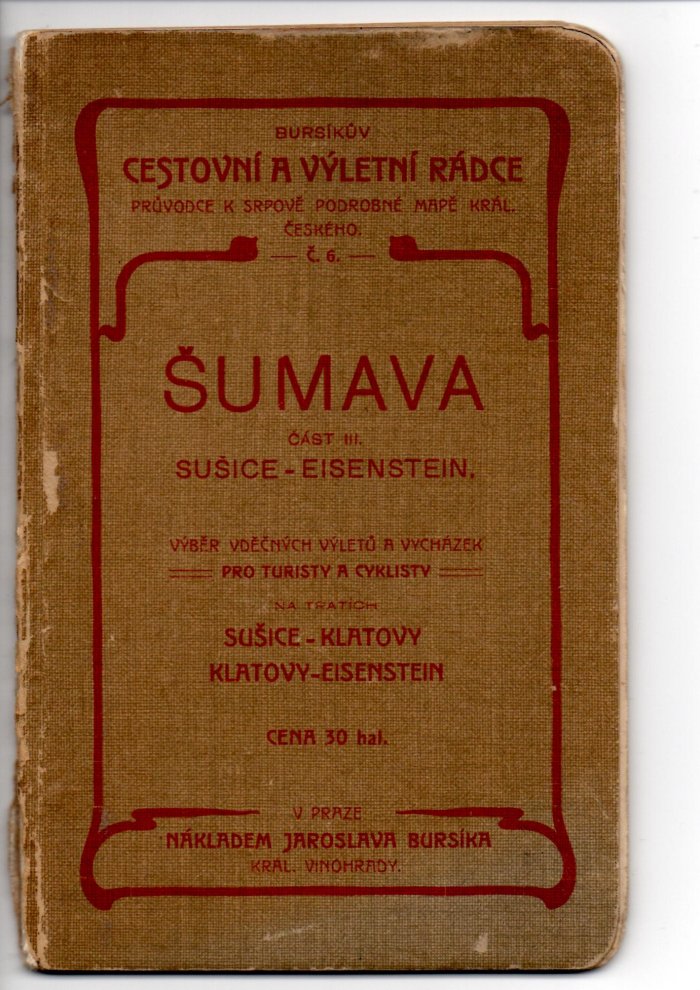 BURSÍKŮV
CESTOVNÍ A VÝLETNÍ RÁDCE
PRŮVODCE K SRPOVĚ PODROBNÉ MAPĚ KRÁL.
ČESKÉHO.
— Č. 6. —
ŠUMAVA
ČÁST III.
SUŠICE - EISENSTEIN.
VÝBĚR VDĚČNÝCH VÝLETŮ A VYCHÁZEK
PRO TURISTY A CYKLISTY
NA TRATÍCH
SUŠICE - KLATOVY
KLATOVY-EISENSTEIN
CENA 30 hal.
V PRAZE
NÁKLADEM JAROSLAVA BURSÍKA
KRÁL. VINOHRADY.